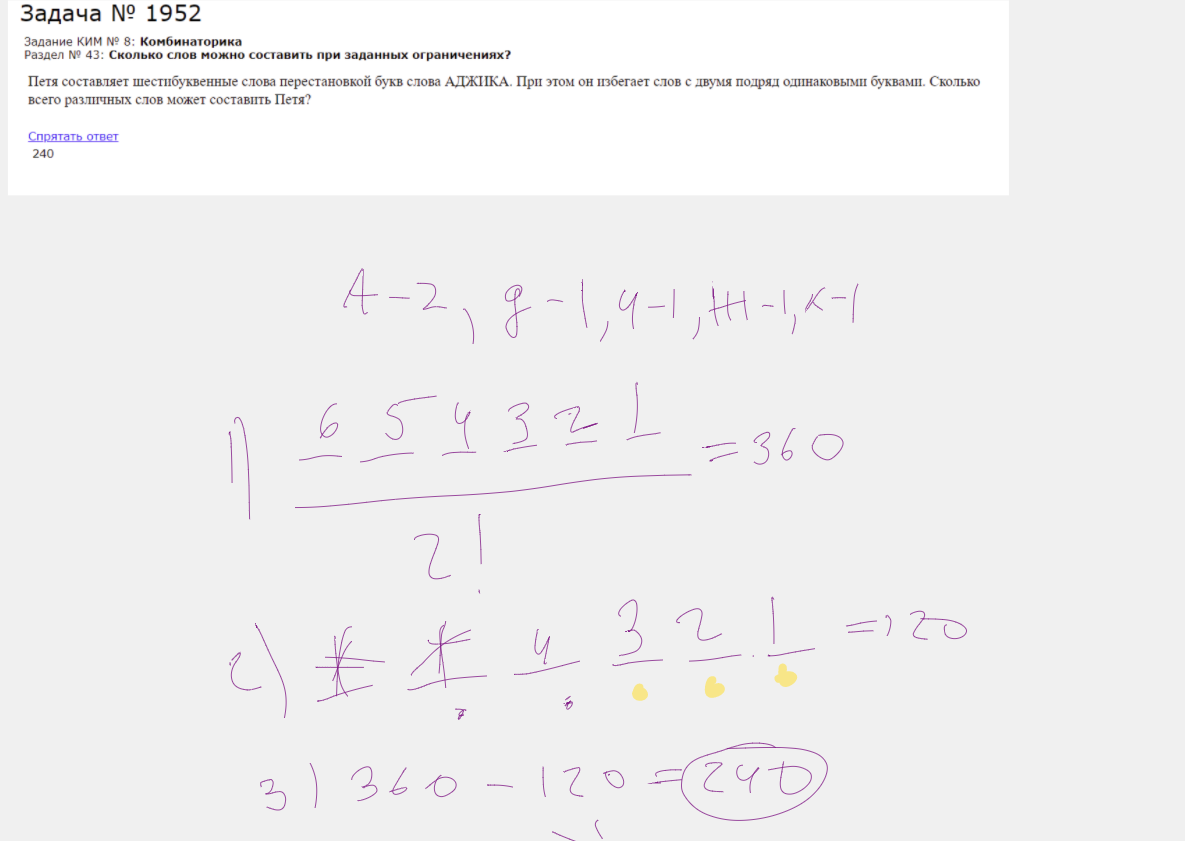 Задача № 1952
Задание КИМ № 8: Комбинаторика
Раздел № 43: Сколько слов можно составить при заданных ограничениях?
Петя составляет шестибуквенные слова перестановкой букв слова АДЖИКА. При этом он избегает слов с двумя подряд одинаковыми буквами. Сколько
всего различных слов может составить Петя?
Спрятать ответ
240
А-2, д-1, и-1, Ж-1, к-1
1) 6 5 4 3 2 1 = 360
2!
2) * * 4 3 2 1 = 120
3) 360 - 120 = 240